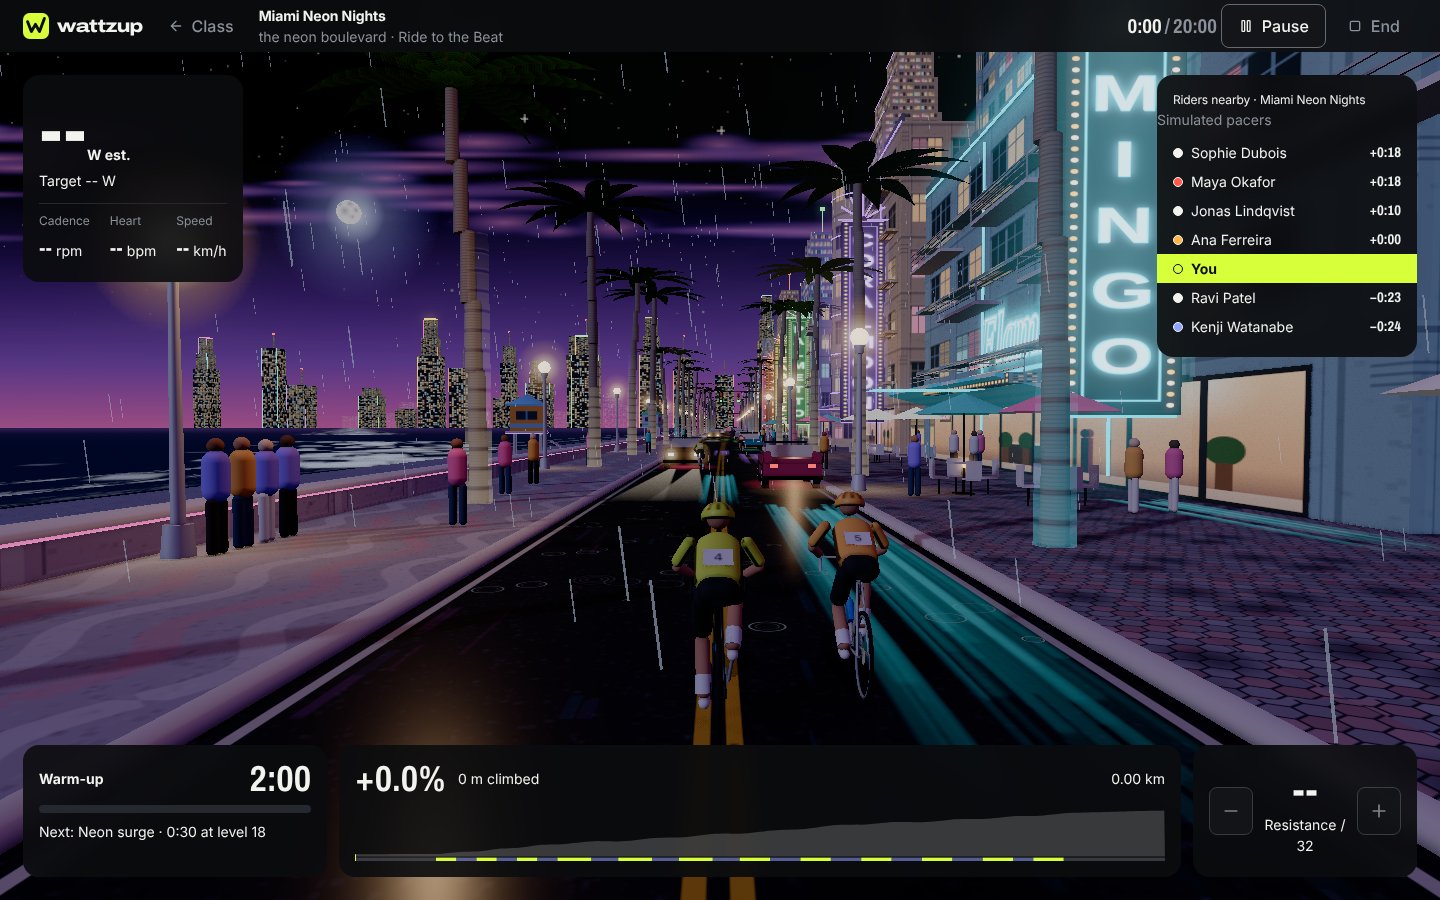 wattzup
Class
Miami Neon Nights
the neon boulevard · Ride to the Beat
0:00 / 20:00
Pause
End
-- W est.
Target -- W
Cadence Heart Speed
-- rpm -- bpm -- km/h
MINGO
Riders nearby · Miami Neon Nights
Simulated pacers
Sophie Dubois +0:18
Maya Okafor +0:18
Jonas Lindqvist +0:10
Ana Ferreira +0:00
You
Ravi Patel −0:23
Kenji Watanabe −0:24
4
5
Warm-up 2:00
Next: Neon surge · 0:30 at level 18
+0.0% 0 m climbed 0.00 km
− -- +
Resistance /
32